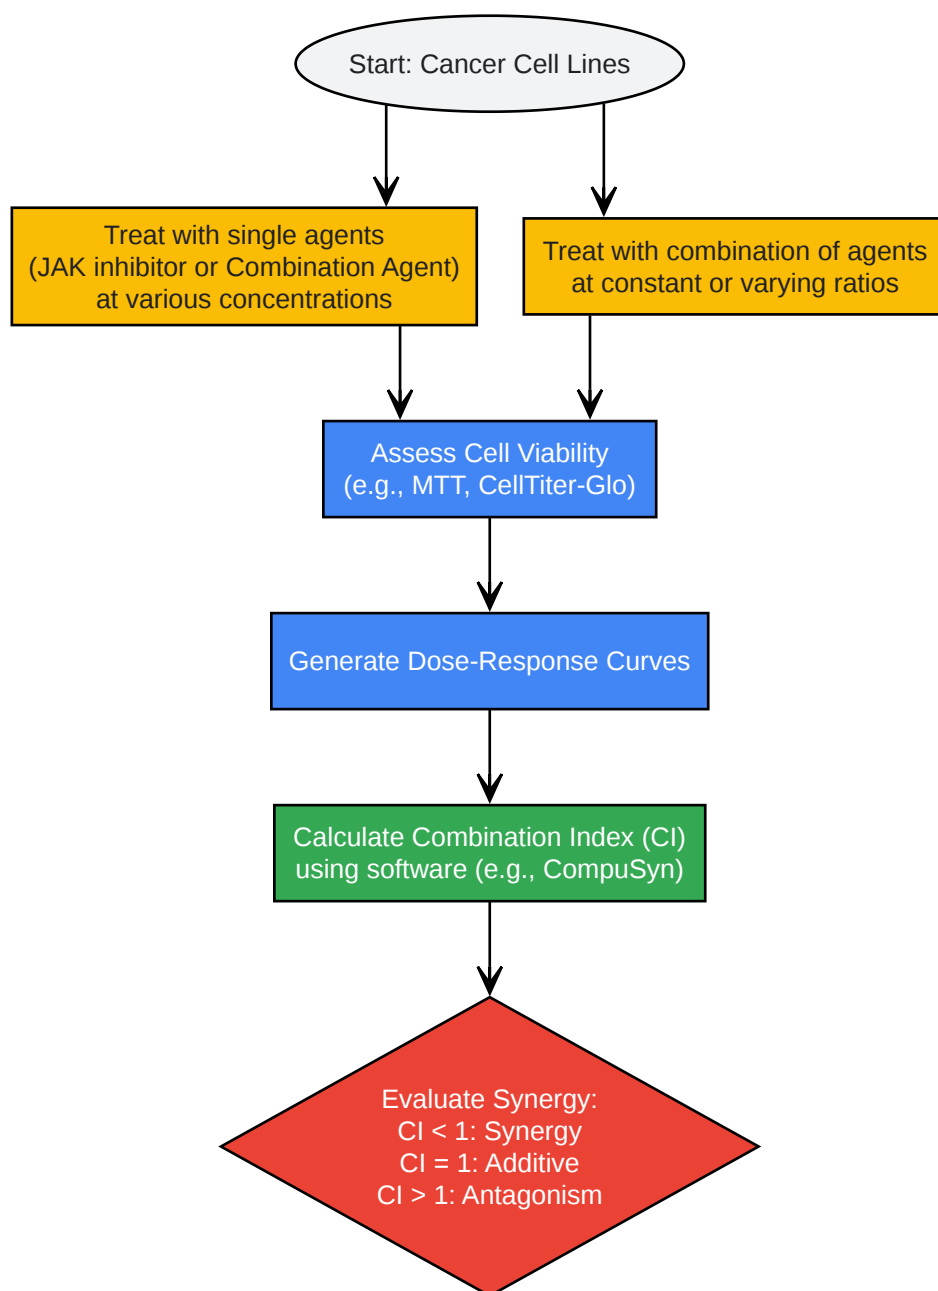 Start: Cancer Cell Lines
Treat with single agents
(JAK inhibitor or Combination Agent)
at various concentrations
Treat with combination of agents
at constant or varying ratios
Assess Cell Viability
(e.g., MTT, CellTiter-Glo)
Generate Dose-Response Curves
Calculate Combination Index (CI)
using software (e.g., CompuSyn)
Evaluate Synergy:
CI < 1: Synergy
CI = 1: Additive
CI > 1: Antagonism